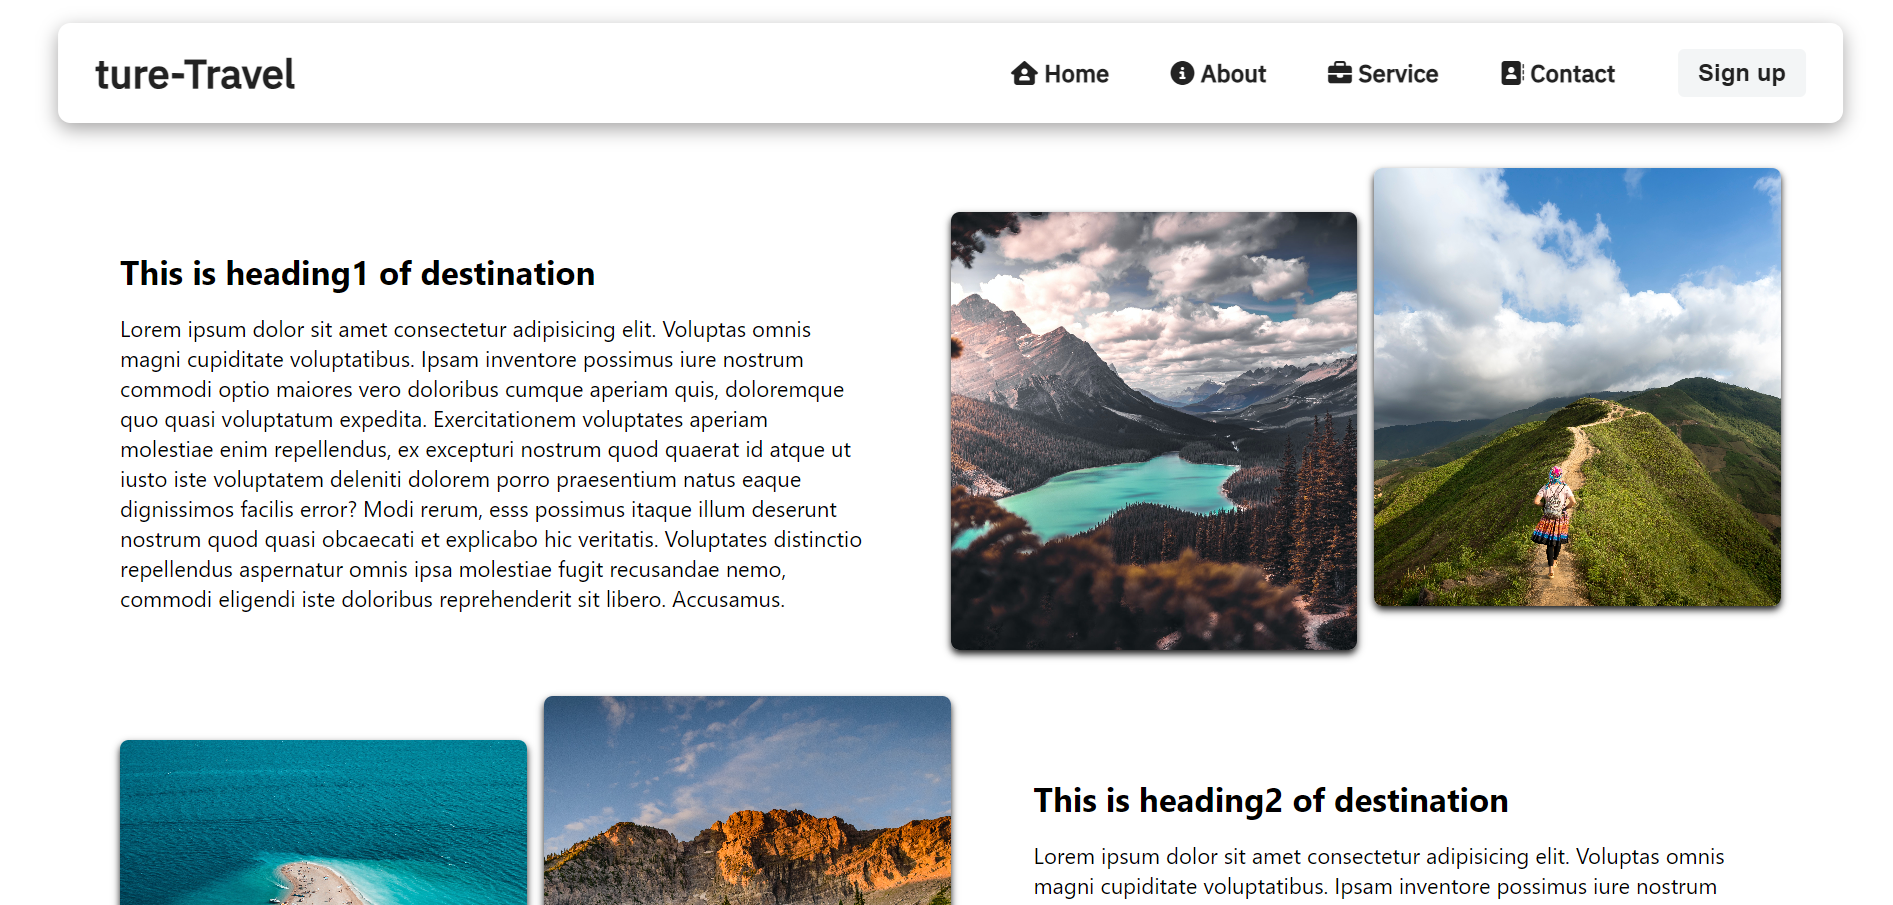 ture-Travel
Home
About
Service
Contact
Sign up
This is heading1 of destination
Lorem ipsum dolor sit amet consectetur adipisicing elit. Voluptas omnis
magni cupiditate voluptatibus. Ipsam inventore possimus iure nostrum
commodi optio maiores vero doloribus cumque aperiam quis, doloremque
quo quasi voluptatum expedita. Exercitationem voluptates aperiam
molestiae enim repellendus, ex excepturi nostrum quod quaerat id atque ut
iusto iste voluptatem deleniti dolorem porro praesentium natus eaque
dignissimos facilis error? Modi rerum, esss possimus itaque illum deserunt
nostrum quod quasi obcaecati et explicabo hic veritatis. Voluptates distinctio
repellendus aspernatur omnis ipsa molestiae fugit recusandae nemo,
commodi eligendi iste doloribus reprehenderit sit libero. Accusamus.
This is heading2 of destination
Lorem ipsum dolor sit amet consectetur adipisicing elit. Voluptas omnis
magni cupiditate voluptatibus. Ipsam inventore possimus iure nostrum